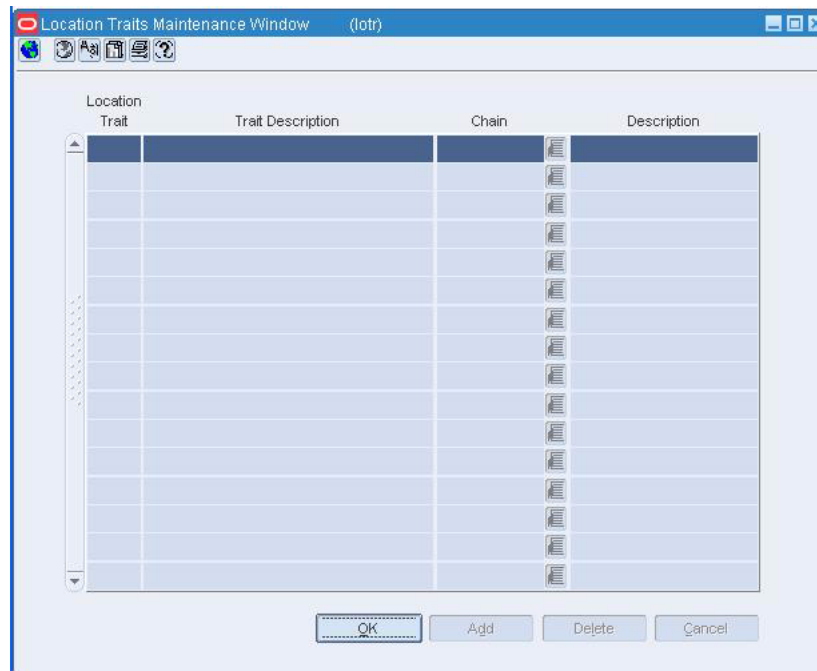 Location Traits Maintenance Window (lotr)
Location
Trait Trait Description Chain Description
OK Add Delete Cancel